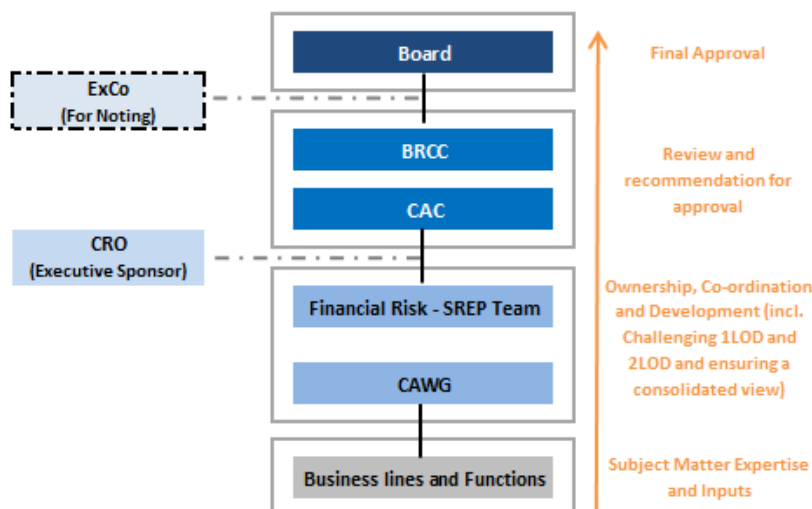 Board
Final Approval
ExCo
(For Noting)
BRCC
CAC
Review and
recommendation for
approval
CRO
(Executive Sponsor)
Financial Risk - SREP Team
CAWG
Ownership, Co-ordination
and Development (incl.
Challenging 1LOD and
2LOD and ensuring a
consolidated view)
Business lines and Functions
Subject Matter Expertise
and Inputs